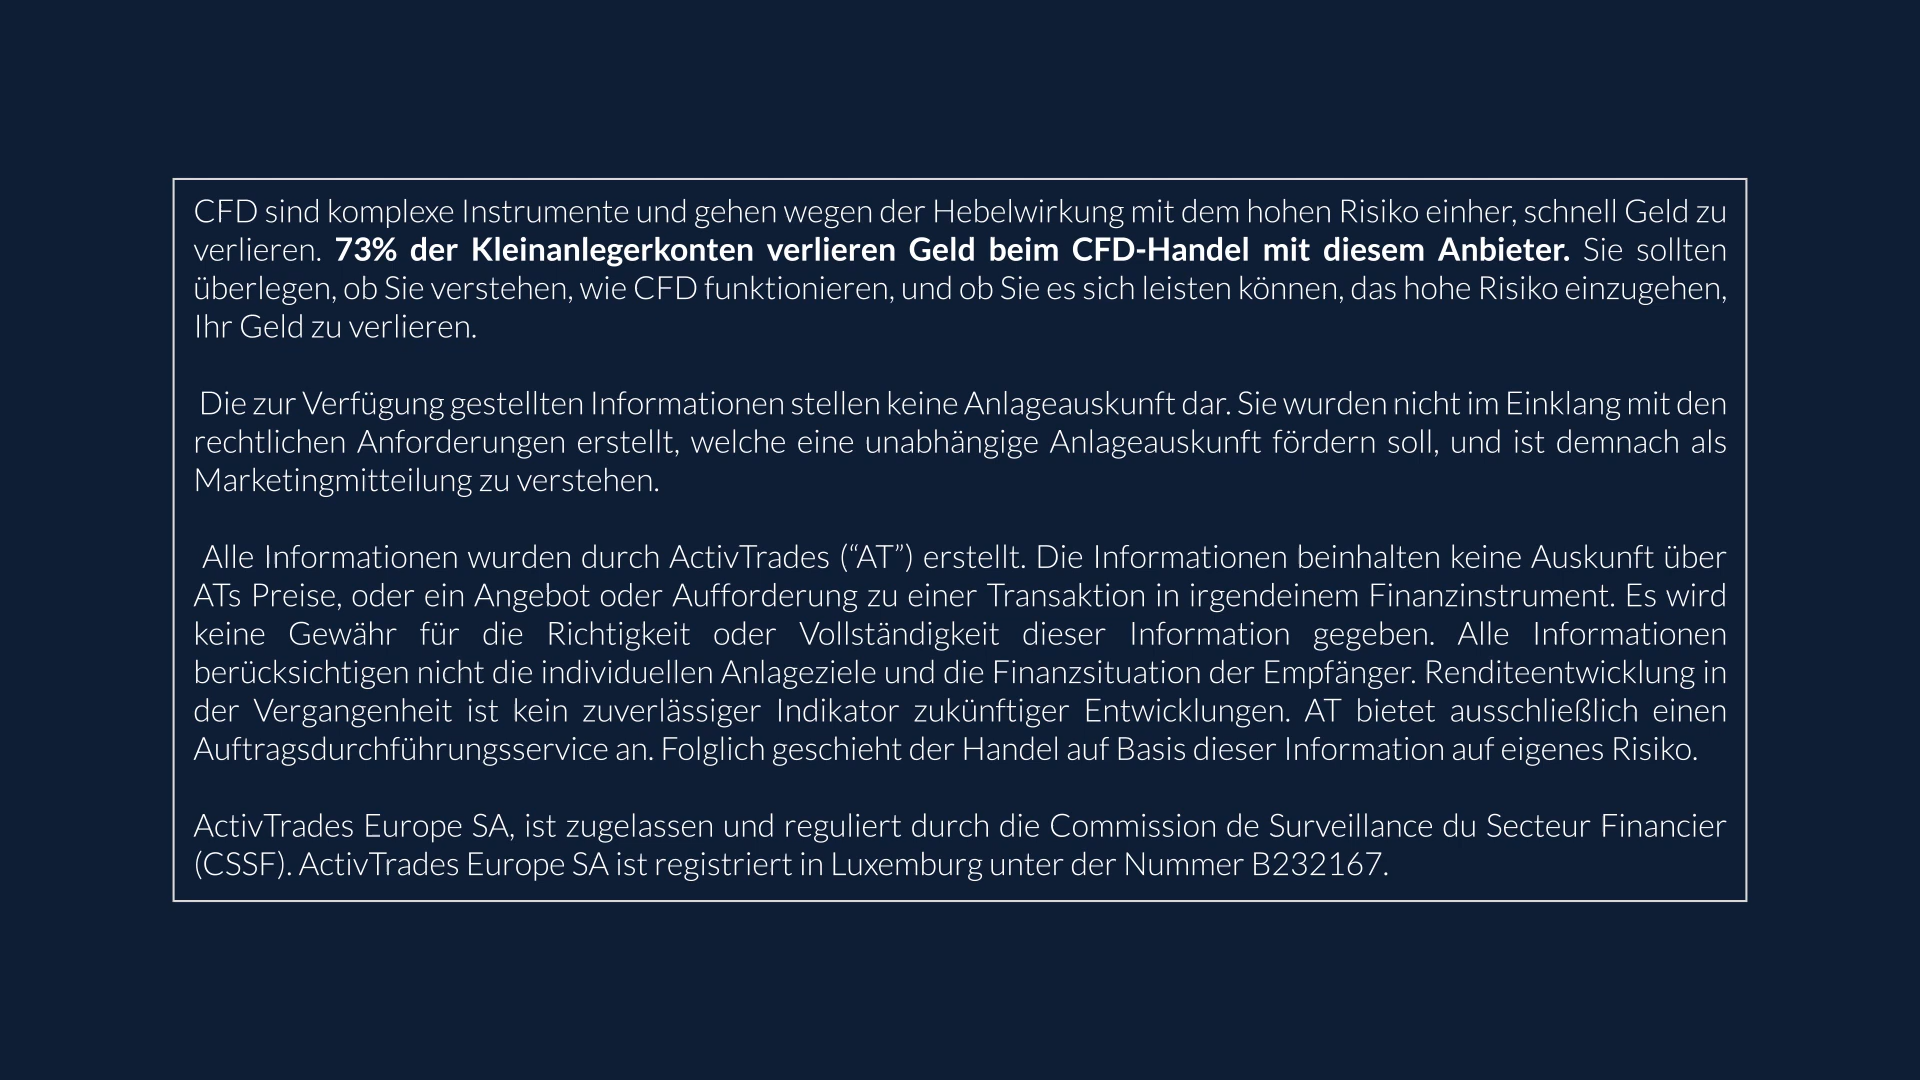 CFD sind komplexe Instrumente und gehen wegen der Hebelwirkung mit dem hohen Risiko einher, schnell Geld zu
verlieren. 73% der Kleinanlegerkonten verlieren Geld beim CFD-Handel mit diesem Anbieter. Sie sollten
überlegen, ob Sie verstehen, wie CFD funktionieren, und ob Sie es sich leisten können, das hohe Risiko einzugehen,
Ihr Geld zu verlieren.
Die zur Verfügung gestellten Informationen stellen keine Anlageauskunft dar. Sie wurden nicht im Einklang mit den
rechtlichen Anforderungen erstellt, welche eine unabhängige Anlageauskunft fördern soll, und ist demnach als
Marketingmitteilung zu verstehen.
Alle Informationen wurden durch ActivTrades (“AT”) erstellt. Die Informationen beinhalten keine Auskunft über
ATs Preise, oder ein Angebot oder Aufforderung zu einer Transaktion in irgendeinem Finanzinstrument. Es wird
keine Gewähr für die Richtigkeit oder Vollständigkeit dieser Information gegeben. Alle Informationen
berücksichtigen nicht die individuellen Anlageziele und die Finanzsituation der Empfänger. Renditeentwicklung in
der Vergangenheit ist kein zuverlässiger Indikator zukünftiger Entwicklungen. AT bietet ausschließlich einen
Auftragsdurchführungsservice an. Folglich geschieht der Handel auf Basis dieser Information auf eigenes Risiko.
ActivTrades Europe SA, ist zugelassen und reguliert durch die Commission de Surveillance du Secteur Financier
(CSSF). ActivTrades Europe SA ist registriert in Luxemburg unter der Nummer B232167.